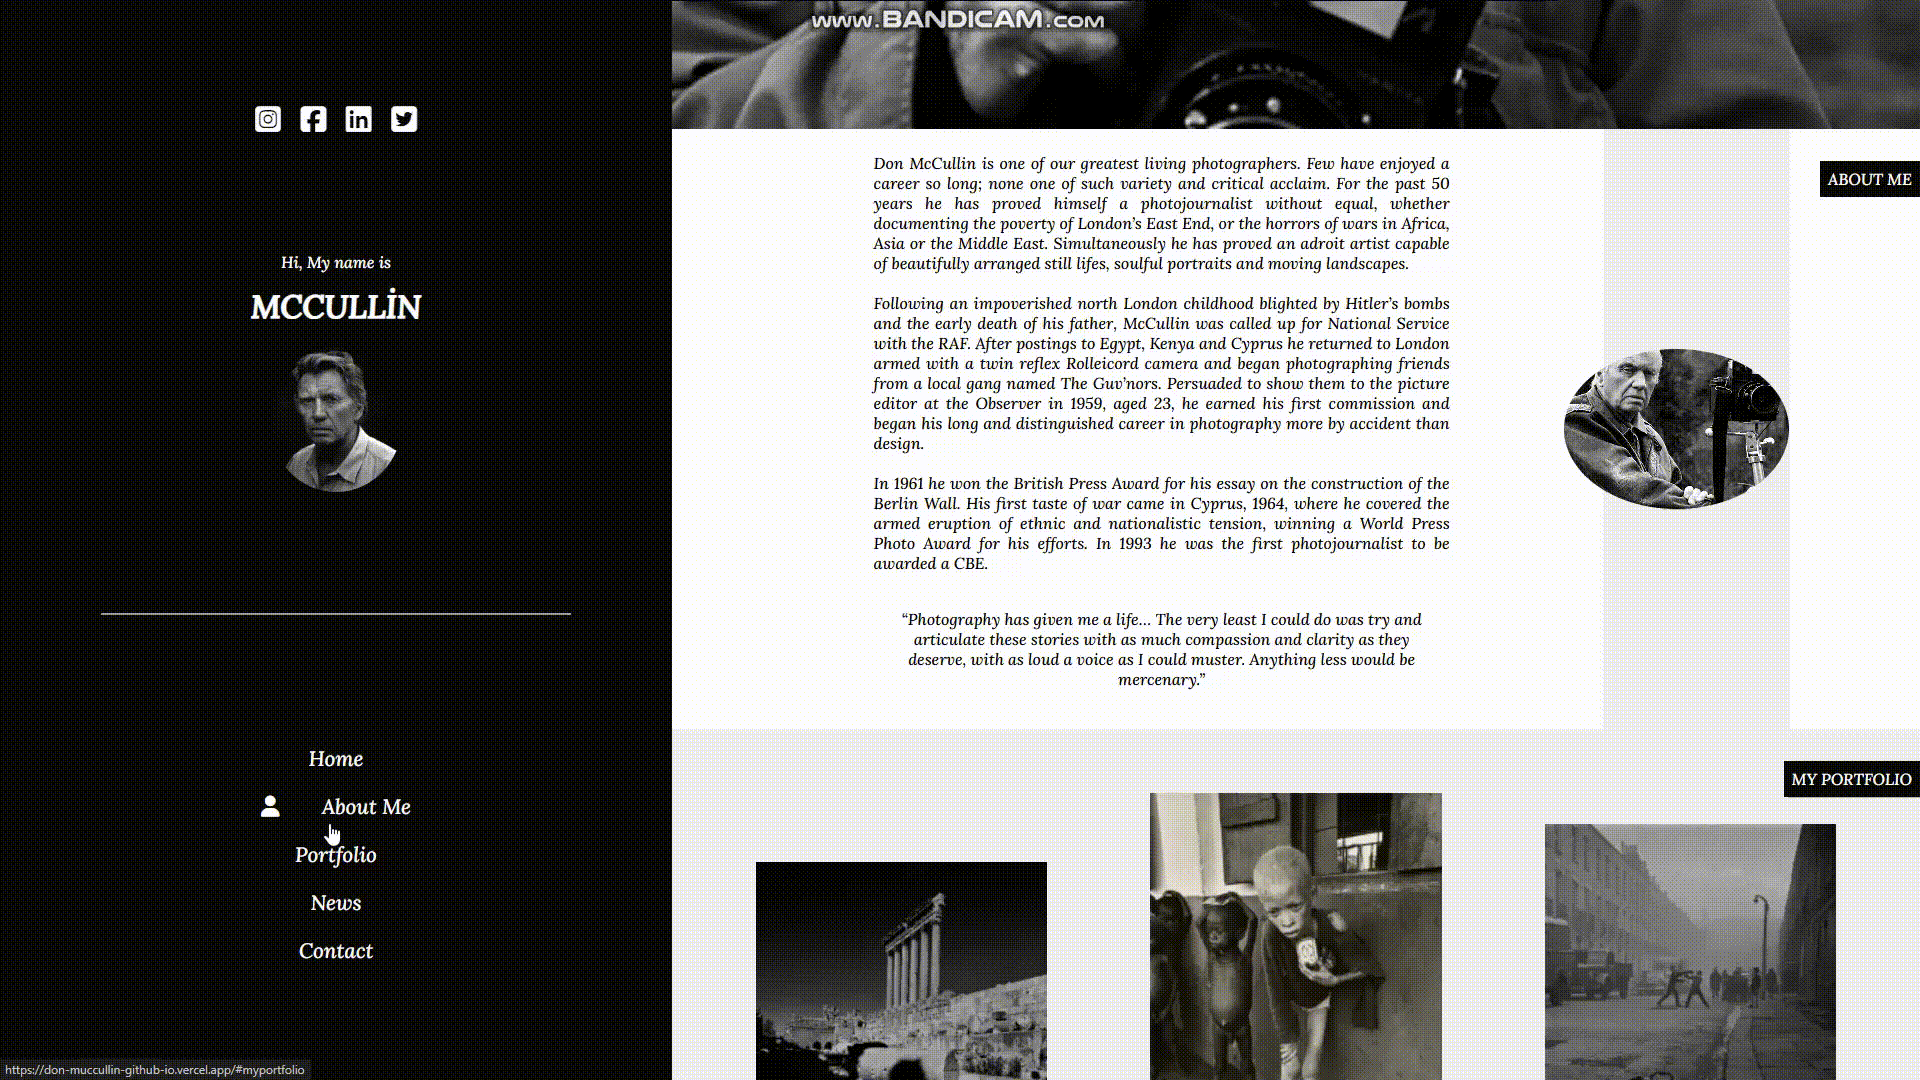 www.BANDICAM.com
Hi, My name is
MCCULLİN
Home
About Me
Portfolio
News
Contact
https://don-muccullin-github-io.vercel.app/#myportfolio
ABOUT ME
Don McCullin is one of our greatest living photographers. Few have enjoyed a
career so long; none one of such variety and critical acclaim. For the past 50
years he has proved himself a photojournalist without equal, whether
documenting the poverty of London’s East End, or the horrors of wars in Africa,
Asia or the Middle East. Simultaneously he has proved an adroit artist capable
of beautifully arranged still lifes, soulful portraits and moving landscapes.
Following an impoverished north London childhood blighted by Hitler’s bombs
and the early death of his father, McCullin was called up for National Service
with the RAF. After postings to Egypt, Kenya and Cyprus he returned to London
armed with a twin reflex Rolleicord camera and began photographing friends
from a local gang named The Guv’nors. Persuaded to show them to the picture
editor at the Observer in 1959, aged 23, he earned his first commission and
began his long and distinguished career in photography more by accident than
design.
In 1961 he won the British Press Award for his essay on the construction of the
Berlin Wall. His first taste of war came in Cyprus, 1964, where he covered the
armed eruption of ethnic and nationalistic tension, winning a World Press
Photo Award for his efforts. In 1993 he was the first photojournalist to be
awarded a CBE.
“Photography has given me a life… The very least I could do was try and
articulate these stories with as much compassion and clarity as they
deserve, with as loud a voice as I could muster. Anything less would be
mercenary.”
MY PORTFOLIO